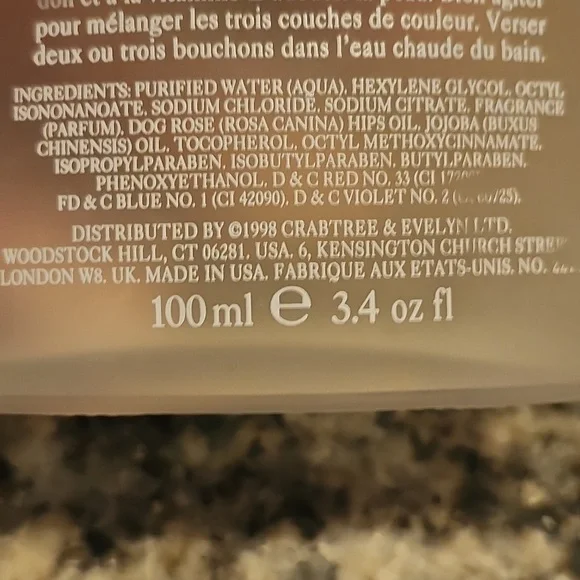 pour mélanger les trois couches de couleur. Verser
deux ou trois bouchons dans l'eau chaude du bain.
INGREDIENTS: PURIFIED WATER (AQUA), HEXYLENE GLYCOL, OCTYL
ISONONANOATE, SODIUM CHLORIDE, SODIUM CITRATE, FRAGRANCE
(PARFUM), DOG ROSE (ROSA CANINA) HIPS OIL, JOJOBA (BUXUS
CHINENSIS) OIL, TOCOPHEROL, OCTYL METHOXYCINNAMATE,
ISOPROPYLPARABEN, ISOBUTYLPARABEN, BUTYLPARABEN,
PHENOXYETHANOL, D & C RED NO. 33 (CI
FD & C BLUE NO. 1 (CI 42090), D & C VIOLET NO. 2
DISTRIBUTED BY ©1998 CRABTREE & EVELYN LTD.
WOODSTOCK HILL, CT 06281, USA. 6, KENSINGTON CHURCH
LONDON W8, UK. MADE IN USA. FABRIQUE AUX ETATS-UNIS. NO.
100 ml e 3.4 oz fl